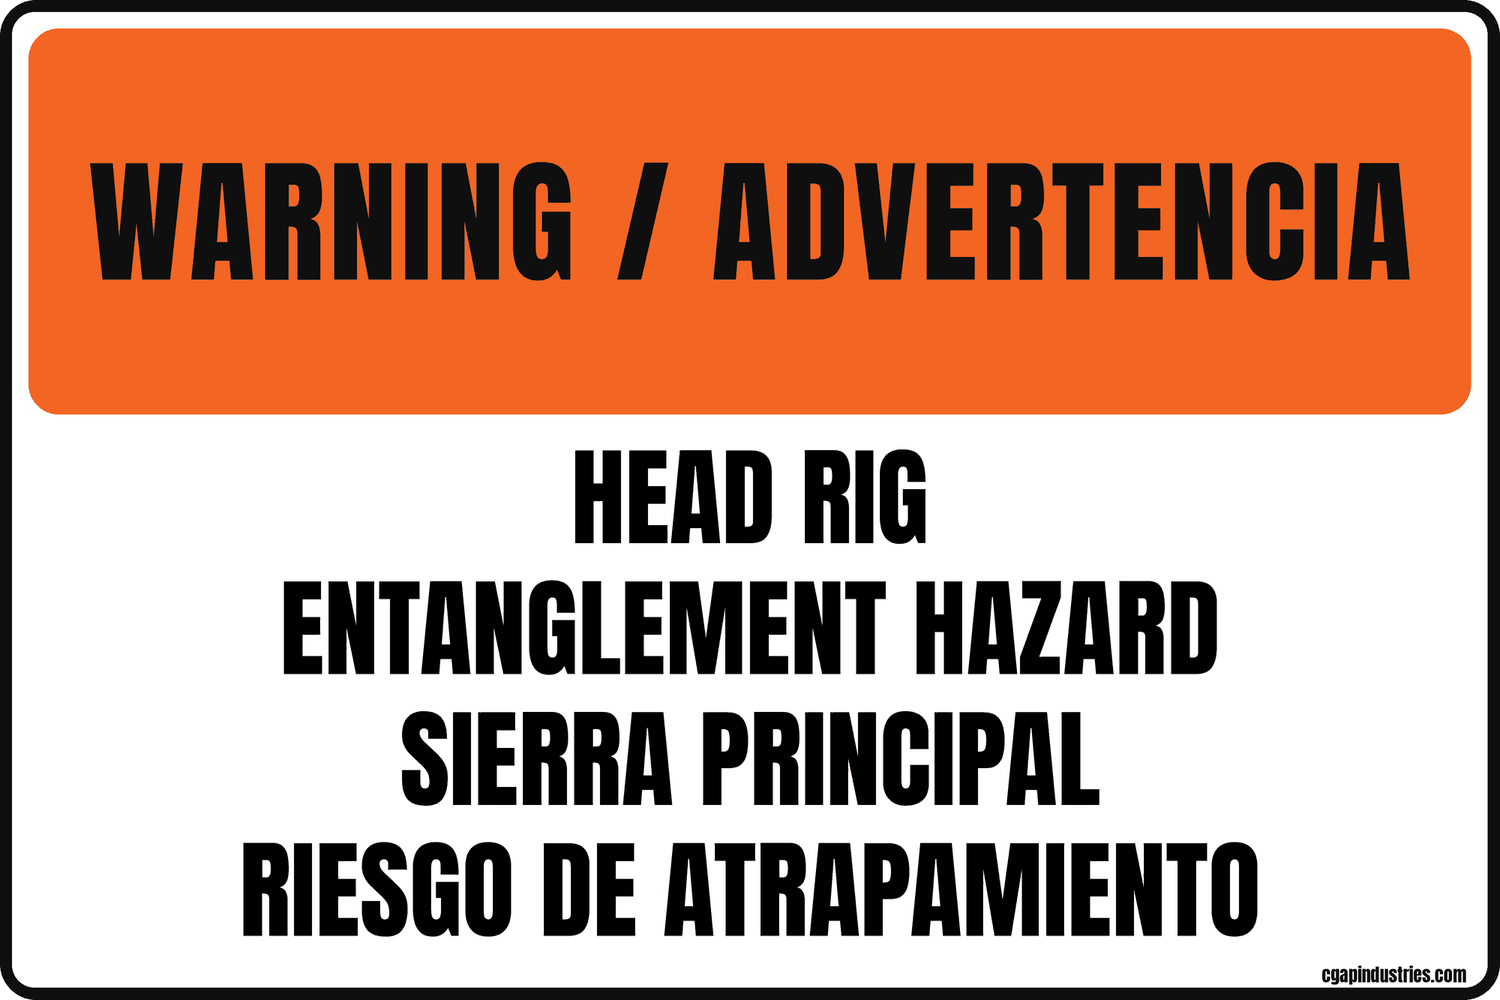 WARNING / ADVERTENCIA
HEAD RIG
ENTANGLEMENT HAZARD
SIERRA PRINCIPAL
RIESGO DE ATRAPAMIENTO
cgapindustries.com